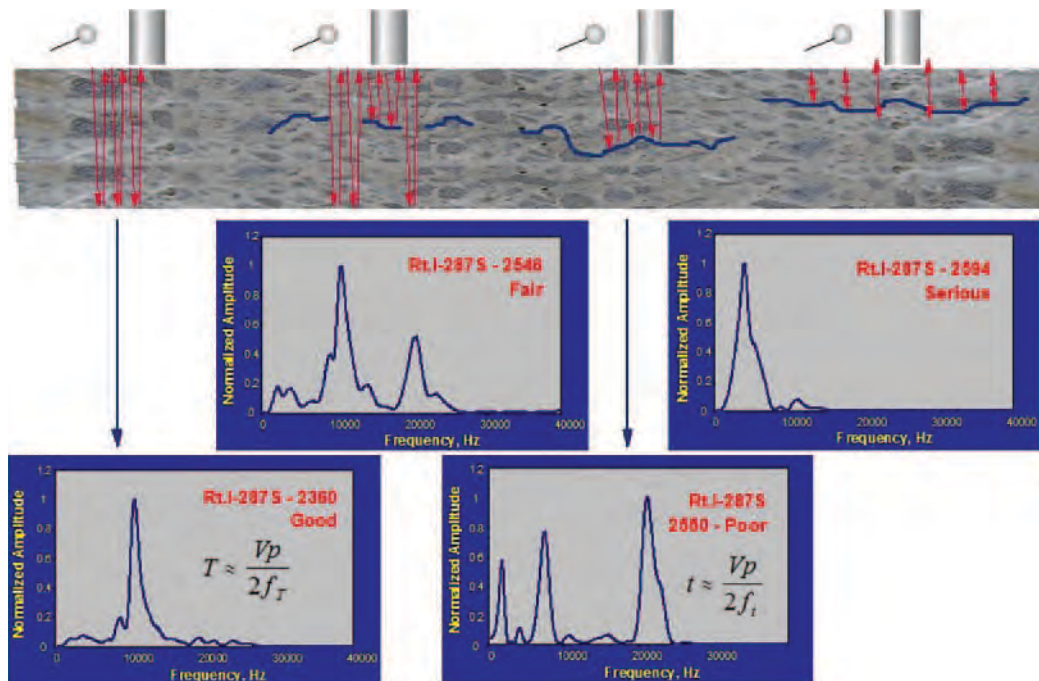 1.2
1
0.8
0.6
0.4
0.2
0
Normalized Amplitude
Rt.I-287S - 2546
Fair
0
10000
20000
30000
40000
Frequency, Hz
1.2
1
0.8
0.6
0.4
0.2
0
Normalized Amplitude
Rt.I-287S - 2594
Serious
0
10000
20000
30000
40000
Frequency, Hz
1.2
1
0.8
0.6
0.4
0.2
0
Normalized Amplitude
Rt.I-287S - 2360
Good
T ≈ Vp / 2f_T
0
10000
20000
30000
40000
Frequency, Hz
1.2
1
0.8
0.6
0.4
0.2
0
Normalized Amplitude
Rt.I-287S
2550 - Poor
t ≈ Vp / 2f_t
0
10000
20000
30000
Frequency, Hz